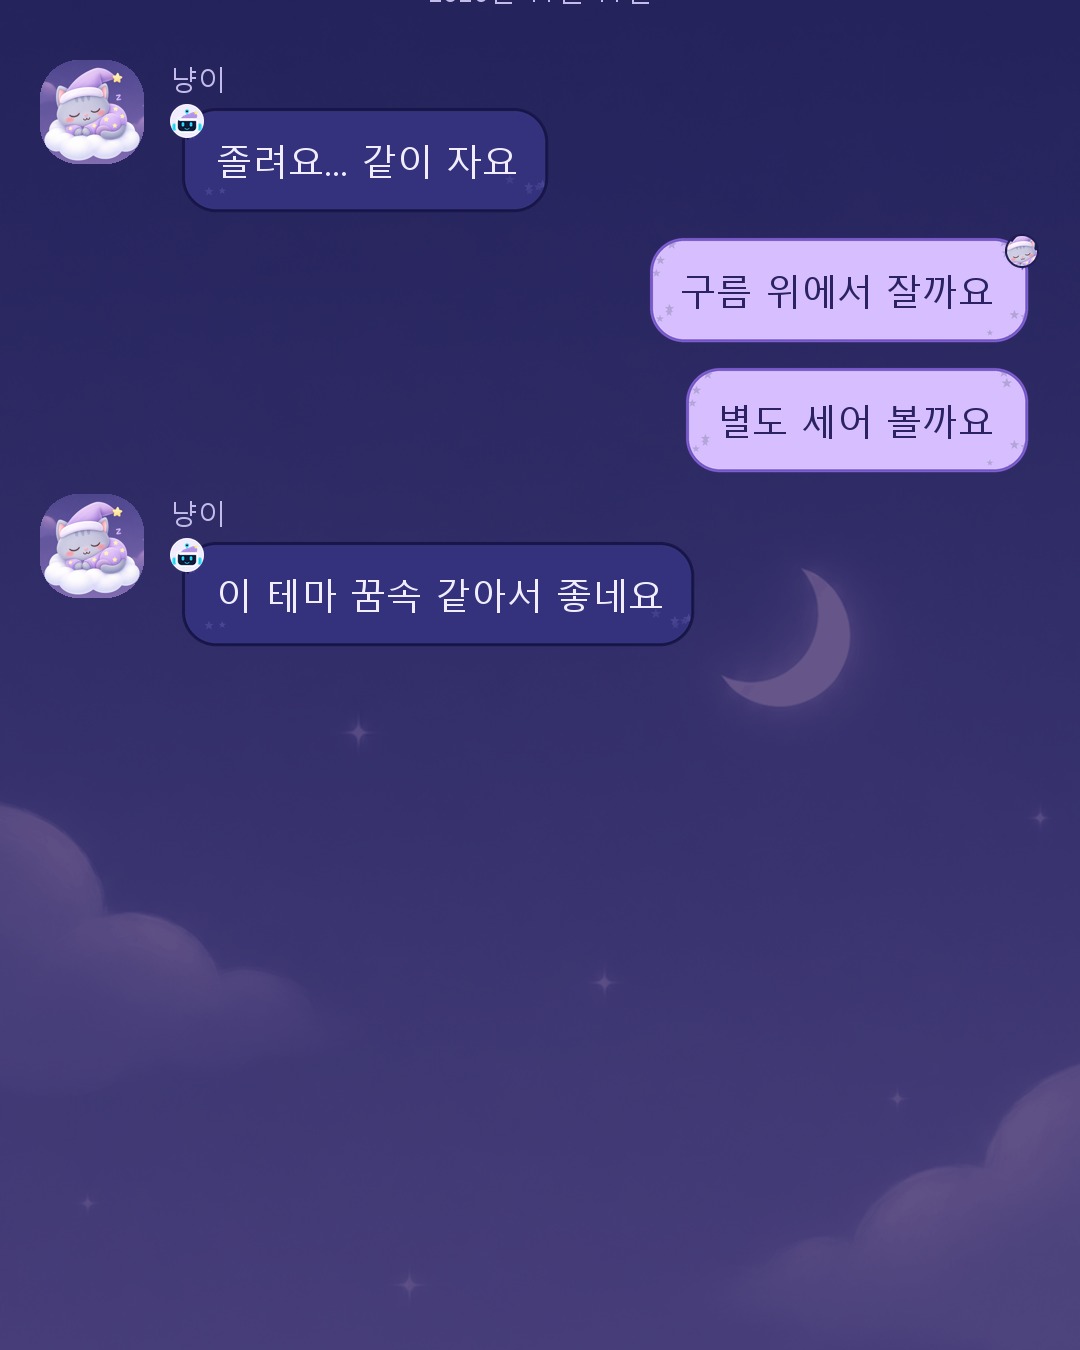 냥이
졸려요... 같이 자요
구름 위에서 잘까요
별도 세어 볼까요
냥이
이 테마 꿈속 같아서 좋네요